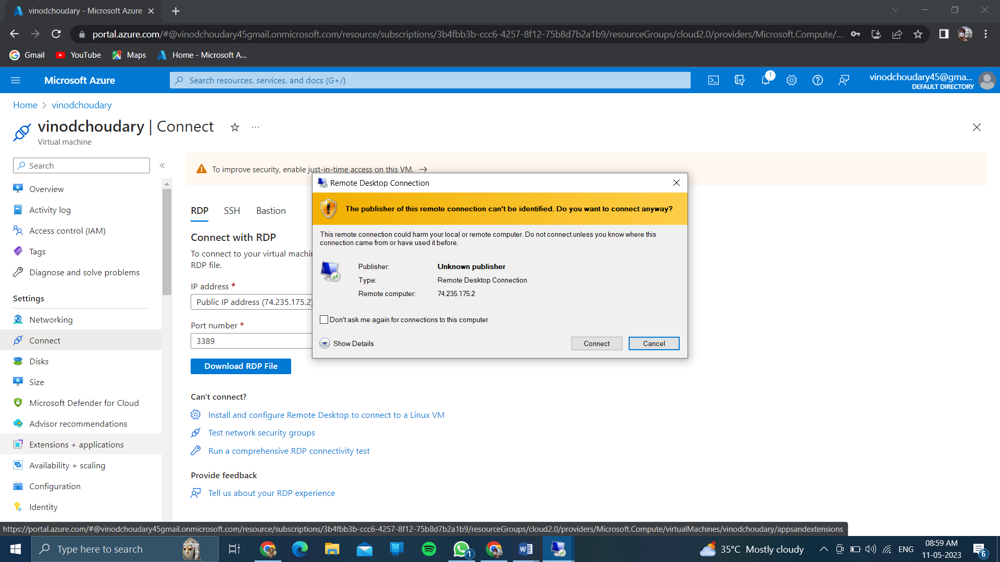 vinodchoudary - Microsoft Azure
portal.azure.com/#@vinodchoudary45gmail.onmicrosoft.com/resource/subscriptions/3b4fbb3b-ccc6-4257-8f12-75b8d7b2a1b9/resourceGroups/cloud2.0/providers/Microsoft.Compute/...
Gmail YouTube Maps Home - Microsoft A...
Microsoft Azure
Search resources, services, and docs (G+/)
1
vinodchoudary45@gma...
DEFAULT DIRECTORY
Home > vinodchoudary
vinodchoudary | Connect
Virtual machine
Search
Overview
Activity log
Access control (IAM)
Tags
Diagnose and solve problems
Settings
Networking
Connect
Disks
Size
Microsoft Defender for Cloud
Advisor recommendations
Extensions + applications
Availability + scaling
Configuration
Identity
To improve security, enable just-in-time access on this VM. →
RDP SSH Bastion
Connect with RDP
To connect to your virtual machi
RDP file.
IP address *
Public IP address (74.235.175.2)
Port number *
3389
Download RDP File
Can't connect?
Install and configure Remote Desktop to connect to a Linux VM
Test network security groups
Run a comprehensive RDP connectivity test
Provide feedback
Tell us about your RDP experience
Remote Desktop Connection
The publisher of this remote connection can't be identified. Do you want to connect anyway?
This remote connection could harm your local or remote computer. Do not connect unless you know where this
connection came from or have used it before.
Publisher: Unknown publisher
Type: Remote Desktop Connection
Remote computer: 74.235.175.2
Don't ask me again for connections to this computer
Show Details
Connect Cancel
https://portal.azure.com/#@vinodchoudary45gmail.onmicrosoft.com/resource/subscriptions/3b4fbb3b-ccc6-4257-8f12-75b8d7b2a1b9/resourceGroups/cloud2.0/providers/Microsoft.Compute/virtualMachines/vinodchoudary/appsandextensions
Type here to search
1
35°C Mostly cloudy
ENG
08:59 AM
11-05-2023
6